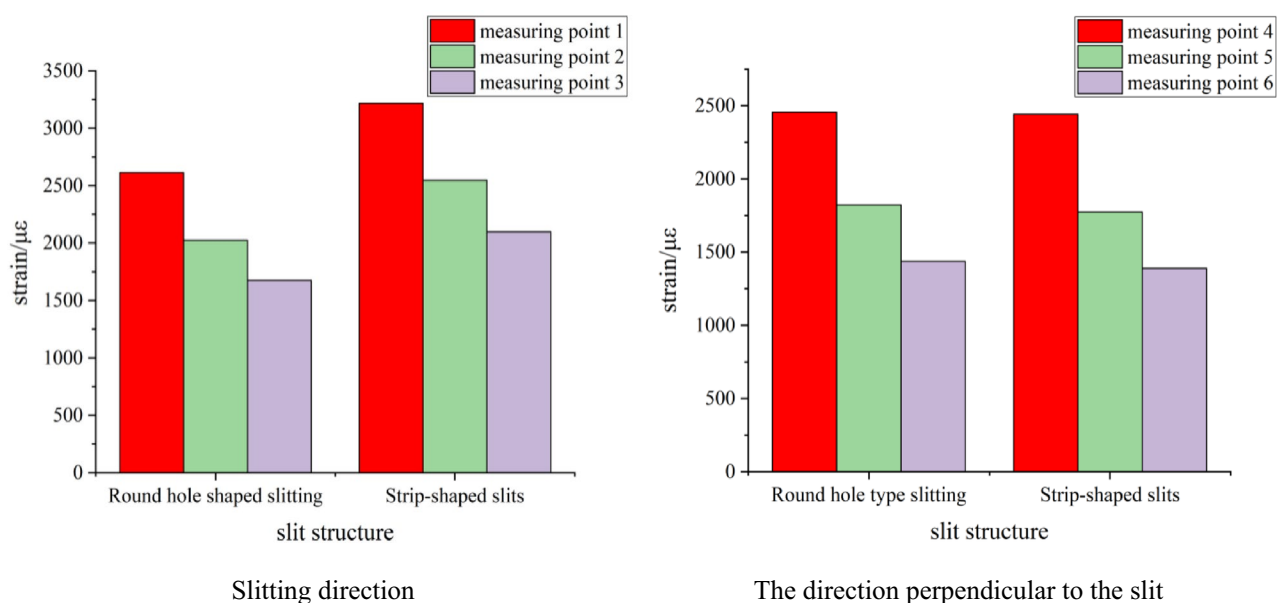 measuring point 1
measuring point 2
measuring point 3
3500
3000
2500
2000
1500
1000
500
0
strain/με
Round hole shaped slitting
Strip-shaped slits
slit structure
Slitting direction
measuring point 4
measuring point 5
measuring point 6
2500
2000
1500
1000
500
0
strain/με
Round hole type slitting
Strip-shaped slits
slit structure
The direction perpendicular to the slit